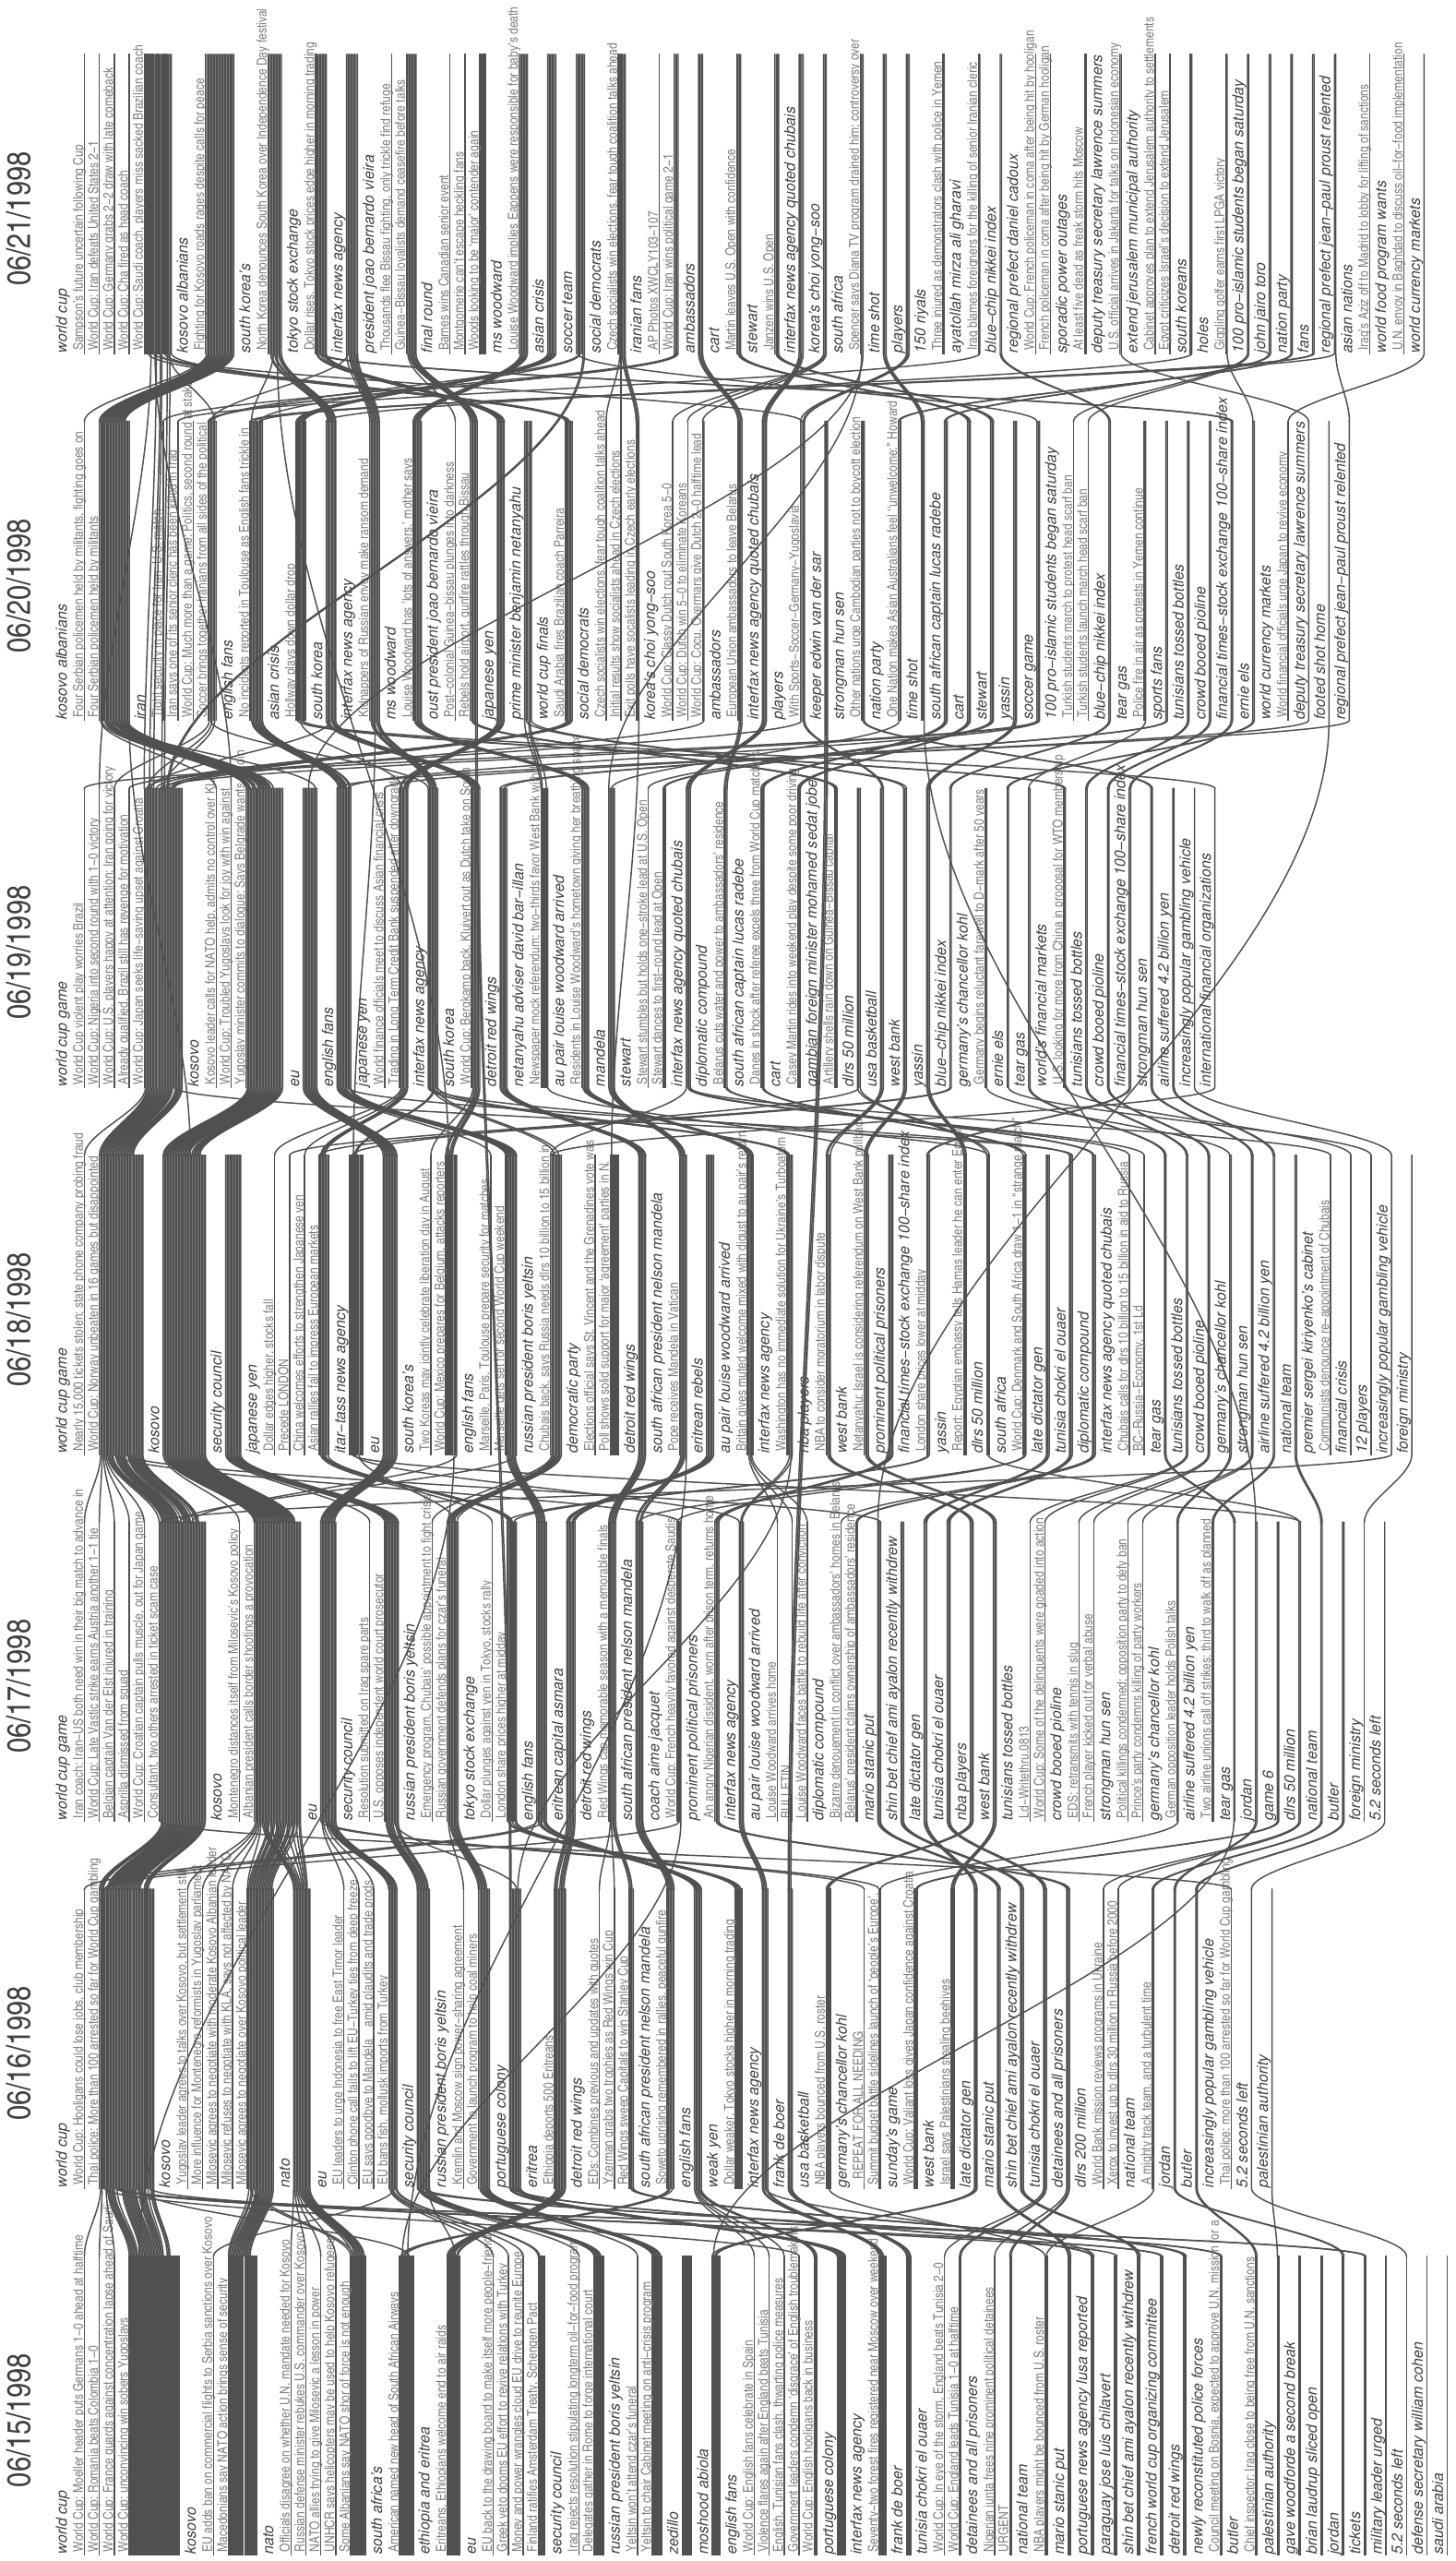 06/15/1998
world cup
World Cup: Moeller header puts Germans 1–0 ahead at halftime
World Cup: Romania beats Colombia 1–0
World Cup: France guards against concentration lapse ahead of Saudi
World Cup: unconvincing win sobers Yugoslavs
kosovo
EU adds bar on commercial flights to Serbia sanctions over Kosovo
Macedonians say NATO action brings sense of security
nato
Officials disagree on whether U.N. mandate needed for Kosovo
Russian defense minister rebukes U.S. commander over Kosovo
NATO allies trying to give Milosevic a lesson in power
UNHCR says helicopters may be used to help Kosovo refugees
Some Albanians say NATO show of force is not enough
south africa's
American named new head of South African Airways
ethiopia and eritrea
Eritreans, Ethiopians welcome end to air raids
eu
EU back to the drawing board to make itself more people–friendly
Greek veto dooms EU effort to revive relations with Turkey
Money and power wrangles cloud EU drive to reunite Europe
Finland ratifies Amsterdam Treaty, Schengen Pact
security council
Iraq rejects resolution stipulating longterm oil–for–food program
Delegates gather in Rome to forge international court
russian president boris yeltsin
Yeltsin won't attend czar's funeral
Yeltsin to chair Cabinet meeting on anti–crisis program
zedillo
moshood abiola
english fans
World Cup: English fans celebrate in Spain
Violence flares again after England beats Tunisia
English, Tunisian fans clash, thwarting police measures
Government leaders condemn 'disgrace' of English troublemakers
World Cup: English hooligans back in business
portuguese colony
interfax news agency
Seventy–two forest fires registered near Moscow over weekend
frank de boer
tunisia chokri el ouaer
World Cup: In eye of the storm, England beats Tunisia 2–0
World Cup: England leads Tunisia 1–0 at halftime
detainees and all prisoners
Nigerian junta frees nine prominent political detainees
URGENT
national team
NBA players might be bounced from U.S. roster
mario stanic put
portuguese news agency lusa reported
paraguay jose luis chilavert
shin bet chief ami ayalon recently withdrew
french world cup organizing committee
detroit red wings
newly reconstituted police forces
Council meeting on Bosnia, expected to approve U.N. mission for a
butler
Chief inspector: Iraq close to being free from U.N. sanctions
palestinian authority
gave woodforde a second break
brian laudrup sliced open
jordan
tickets
military leader urged
5.2 seconds left
defense secretary william cohen
saudi arabia
06/16/1998
world cup
World Cup: Hooligans could lose jobs, club membership
Thai police: More than 100 arrested so far for World Cup gambling
kosovo
Yugoslav leader agrees to talks over Kosovo, but settlement still
More influence for Montenegro reformists in Yugoslav parliament
Milosevic agrees to negotiate with moderate Kosovo Albanian leader
Milosevic refuses to negotiate with KLA, says not affected by NATO
Milosevic agrees to negotiate over Kosovo political leader
nato
eu
EU leaders to urge Indonesia to free East Timor leader
Clinton phone call fails to lift EU–Turkey ties from deep freeze
EU says goodbye to Mandela _ and plaudits and trade prods
EU bans fish, mollusk imports from Turkey
security council
russian president boris yeltsin
Kremlin and Moscow sign power–sharing agreement
Government to launch program to help coal miners
portuguese colony
eritrea
Ethiopia deports 500 Eritreans
detroit red wings
EDs: Combines previous and updates with quotes
Yzerman grabs two trophies as Red Wings win Cup
Red Wings sweep Capitals to win Stanley Cup
south african president nelson mandela
Soweto uprising remembered in rallies, peaceful gunfire
english fans
weak yen
Dollar weaker, Tokyo stocks higher in morning trading
interfax news agency
frank de boer
usa basketball
NBA players bounced from U.S. roster
germany's chancellor kohl
REPEAT FOR ALL NEEDING
Summit budget battle sidelines launch of 'people's Europe'
sunday's game
World Cup: Valiant loss gives Japan confidence against Croatia
west bank
Israel says Palestinians stealing beehives
late dictator gen
mario stanic put
shin bet chief ami ayalon recently withdrew
tunisia chokri el ouaer
detainees and all prisoners
dlrs 200 million
World Bank mission reviews programs in Ukraine
Xerox to invest up to dlrs 30 million in Russia before 2000
national team
A mighty track team, and a turbulent time
jordan
butler
increasingly popular gambling vehicle
Thai police: more than 100 arrested so far for World Cup gambling
5.2 seconds left
palestinian authority
06/17/1998
world cup game
Iran coach: Iran–US both need win in their big match to advance in
World Cup: Late Vastic strike earns Austria another 1–1 tie
Belgian captain Van der Elst injured in training
Asprilla dismissed from squad
World Cup: Croatian captain pulls muscle, out for Japan game
Consultant, two others arrested in ticket scam case
kosovo
Montenegro distances itself from Milosevic's Kosovo policy
Albanian president calls border shootings a provocation
eu
security council
Resolution submitted on Iraq spare parts
U.S. opposes independent world court prosecutor
russian president boris yeltsin
Emergency program, Chubais' possible appointment to fight crisis
Russian government defends plans for czar's funeral
tokyo stock exchange
Dollar plunges against yen in Tokyo, stocks rally
London share prices higher at midday
english fans
eritrean capital asmara
detroit red wings
Red Wings cap memorable season with a memorable finals
south african president nelson mandela
coach aime jacquet
World Cup: French heavily favored against desperate Saudis
prominent political prisoners
An angry Nigerian dissident, worn after prison term, returns home
interfax news agency
au pair louise woodward arrived
Louise Woodward arrives home
BULLETIN
Louise Woodward faces battle to rebuild life after conviction
diplomatic compound
Bizarre denouement in conflict over ambassadors' homes in Belarus
Belarus' president claims ownership of ambassadors' residence
mario stanic put
shin bet chief ami ayalon recently withdrew
late dictator gen
tunisia chokri el ouaer
nba players
west bank
tunisians tossed bottles
Ld–Writethru.0813
World Cup: Some of the delinquents were goaded into action
crowd booed pioline
EDS: retransmits with tennis in slug
French player kicked out for verbal abuse
strongman hun sen
Political killings condemned; opposition party to defy ban
Prince's party condemns killing of party workers
germany's chancellor kohl
German opposition leader holds Polish talks
airline suffered 4.2 billion yen
Two airline unions call off strikes: third to walk off as planned
tear gas
jordan
game 6
dlrs 50 million
national team
butler
foreign ministry
5.2 seconds left
06/18/1998
world cup game
Nearly 15,000 tickets stolen; state phone company probing fraud
World Cup: Norway unbeaten in 16 games, but disappointed
kosovo
security council
japanese yen
Dollar edges higher, stocks fall
Precede LONDON
China welcomes efforts to strengthen Japanese yen
Asian rallies fail to impress European markets
itar–tass news agency
eu
south korea's
Two Koreas may jointly celebrate liberation day in August
World Cup: Mexico prepares for Belgium, attacks reporters
english fans
Marseille, Paris, Toulouse prepare security for matches
russian president boris yeltsin
Chubais back, says Russia needs dlrs 10 billion to 15 billion in
democratic party
Elections official says St. Vincent and the Grenadines vote was
Poll shows solid support for major 'agreement' parties in N.
detroit red wings
south african president nelson mandela
Pope receives Mandela in Vatican
eritrean rebels
au pair louise woodward arrived
Britain gives muted welcome mixed with digust to au pair's return
interfax news agency
Washington has no immediate solution for Ukraine's Turboatom
nba players
NBA to consider moratorium in labor dispute
west bank
Netanyahu: Israel is considering referendum on West Bank pullback
prominent political prisoners
financial times–stock exchange 100–share index
London share prices lower at midday
yassin
Report: Egyptian embassy tells Hamas leader he can enter
dlrs 50 million
south africa
World Cup: Denmark and South Africa draw 1–1 in "strange match"
late dictator gen
tunisia chokri el ouaer
diplomatic compound
interfax news agency quoted chubais
Chubais calls for dlrs 10 billion to 15 billion in aid to Russia
BC–Russia–Economy, 1st Ld
tear gas
tunisians tossed bottles
crowd booed pioline
germany's chancellor kohl
strongman hun sen
airline suffered 4.2 billion yen
national team
premier sergei kiriyenko's cabinet
Communists denounce re–appointment of Chubais
financial crisis
12 players
increasingly popular gambling vehicle
foreign ministry
06/19/1998
world cup game
World Cup violent play worries Brazil
World Cup: Nigeria into second round with 1–0 victory
World Cup: U.S. players happy at attention; Iran going for victory
Already qualified, Brazil still has revenge for motivation
World Cup: Japan seeks life–saving upset against Croatia
kosovo
Kosovo leader calls for NATO help, admits no control over KLA
World Cup: Troubled Yugoslavs look for joy with win against
Yugoslav minister commits to dialogue; Says Belgrade wants
eu
english fans
japanese yen
World finance officials meet to discuss Asian financial crisis
Trading in Long Term Credit Bank suspended after downgrade
interfax news agency
south korea
World Cup: Bergkamp back, Kluivert out as Dutch take on South
detroit red wings
netanyahu adviser david bar–illan
Newspaper mock referendum: two–thirds favor West Bank
au pair louise woodward arrived
Residents in Louise Woodward's hometown giving her breathing space
mandela
stewart
Stewart stumbles but holds one–stroke lead at U.S. Open
Stewart dances to first–round lead at Open
interfax news agency quoted chubais
diplomatic compound
Belarus cuts water and power to ambassadors' residence
south african captain lucas radebe
Danes in shock after referee expels three from World Cup match
cart
Casey Martin rides into weekend play despite some poor driving
gambian foreign minister mohamed sedat jobe
Artillery shells rain down on Guinea–Bissau capital
dlrs 50 million
usa basketball
west bank
yassin
blue–chip nikkei index
germany's chancellor kohl
Germany begins reluctant farewell to D–mark after 50 years
ernie els
tear gas
world's financial markets
U.S. looking for more from China in proposal for WTO membership
tunisians tossed bottles
crowd booed pioline
financial times–stock exchange 100–share index
strongman hun sen
airline suffered 4.2 billion yen
increasingly popular gambling vehicle
international financial organizations
06/20/1998
kosovo albanians
Four Serbian policemen held by militants, fighting goes on
Four Serbian policemen held by militants
iran
Tight security in place for Iran–U.S. match
Iran says one of its senior cleric has been killed in Iraq
World Cup: Much more than a game: Politics, second round at stake
Soccer brings together Iranians from all sides of the political
english fans
No incidents reported in Toulouse as English fans trickle in
asian crisis
Holiday slays down dollar drop
south korea
interfax news agency
Kidnappers of Russian envoy make ransom demand
ms woodward
Louise Woodward has 'lots of answers,' mother says
oust president joao bernardo vieira
Post–colonial Guinea–bissau plunges into darkness
Rebels hold airport, gunfire rattles through Bissau
japanese yen
prime minister benjamin netanyahu
world cup finals
Saudi Arabia fires Brazilian coach Parreira
social democrats
Czech socialists win elections, fear tough coalition talks ahead
Initial results show socialists ahead in Czech elections
Exit polls have socialists leading in Czech early elections
korea's choi yong–soo
World Cup: Classy Dutch rout South Korea 5–0
World Cup: Dutch win 5–0 to eliminate Koreans
World Cup: Cocu, Overmars give Dutch 2–0 halftime lead
ambassadors
European Union ambassadors to leave Belarus
interfax news agency quoted chubais
players
With Sports–Soccer–Germany–Yugoslavia
keeper edwin van der sar
strongman hun sen
Other nations urge Cambodian parties not to boycott election
nation party
One Nation makes Asian Australians feel "unwelcome:" Howard
time shot
south african captain lucas radebe
cart
stewart
yassin
soccer game
100 pro–islamic students began saturday
Turkish students march to protest head scarf ban
Turkish students march head scarf ban
blue–chip nikkei index
tear gas
Police fire in air as protests in Yemen continue
sports fans
tunisians tossed bottles
crowd booed pioline
financial times–stock exchange 100–share index
ernie els
world currency markets
World financial officials urge Japan to revive economy
deputy treasury secretary lawrence summers
footed shot home
regional prefect jean–paul proust relented
06/21/1998
world cup
Sampson's future uncertain following Cup
World Cup: Iran defeats United States 2–1
World Cup: Germany grabs 2–2 draw with late comeback
World Cup: Cha fired as head coach
World Cup: Saudi coach, players miss sacked Brazilian coach
kosovo albanians
Fighting for Kosovo roads rages despite calls for peace
south korea's
North Korea denounces South Korea over Independence Day festival
tokyo stock exchange
Dollar rises, Tokyo stock prices edge higher in morning trading
interfax news agency
president joao bernardo vieira
Thousands flee Bissau fighting, only trickle find refuge
Guinea–Bissau loyalists demand ceasefire before talks
final round
Barnes wins Canadian senior event
Montgomerie can't escape heckling fans
Woods looking to be 'major' contender again
ms woodward
Louise Woodward implies Eappens were responsible for baby's death
asian crisis
soccer team
social democrats
Czech socialists win elections, fear tough coalition talks ahead
iranian fans
AP Photos XWCLY103–107
World Cup: Iran wins political game 2–1
ambassadors
cart
Martin leaves U.S. Open with confidence
stewart
Janzen wins U.S. Open
interfax news agency quoted chubais
korea's choi yong–soo
south africa
Spencer says Diana TV program drained him; controversy over
time shot
players
150 riyals
Three injured as demonstrators clash with police in Yemen
ayatollah mirza ali gharavi
Iraq blames foreigners for the killing of senior Iranian cleric
blue–chip nikkei index
regional prefect daniel cadoux
World Cup: French policeman in coma after being hit by hooligan
French policeman in coma after being hit by German hooligan
sporadic power outages
At least five dead as freak storm hits Moscow
deputy treasury secretary lawrence summers
U.S. official arrives in Jakarta for talks on Indonesian economy
extend jerusalem municipal authority
Cabinet approves plan to extend Jerusalem authority to settlements
Egypt criticizes Israel's decision to extend Jerusalem
south koreans
holes
Giggling golfer earns first LPGA victory
100 pro–islamic students began saturday
john jairo toro
nation party
fans
regional prefect jean–paul proust relented
asian nations
Iraq's Aziz off to Madrid to lobby for lifting of sanctions
world food program wants
U.N. envoy in Baghdad to discuss oil–for–food implementation
world currency markets